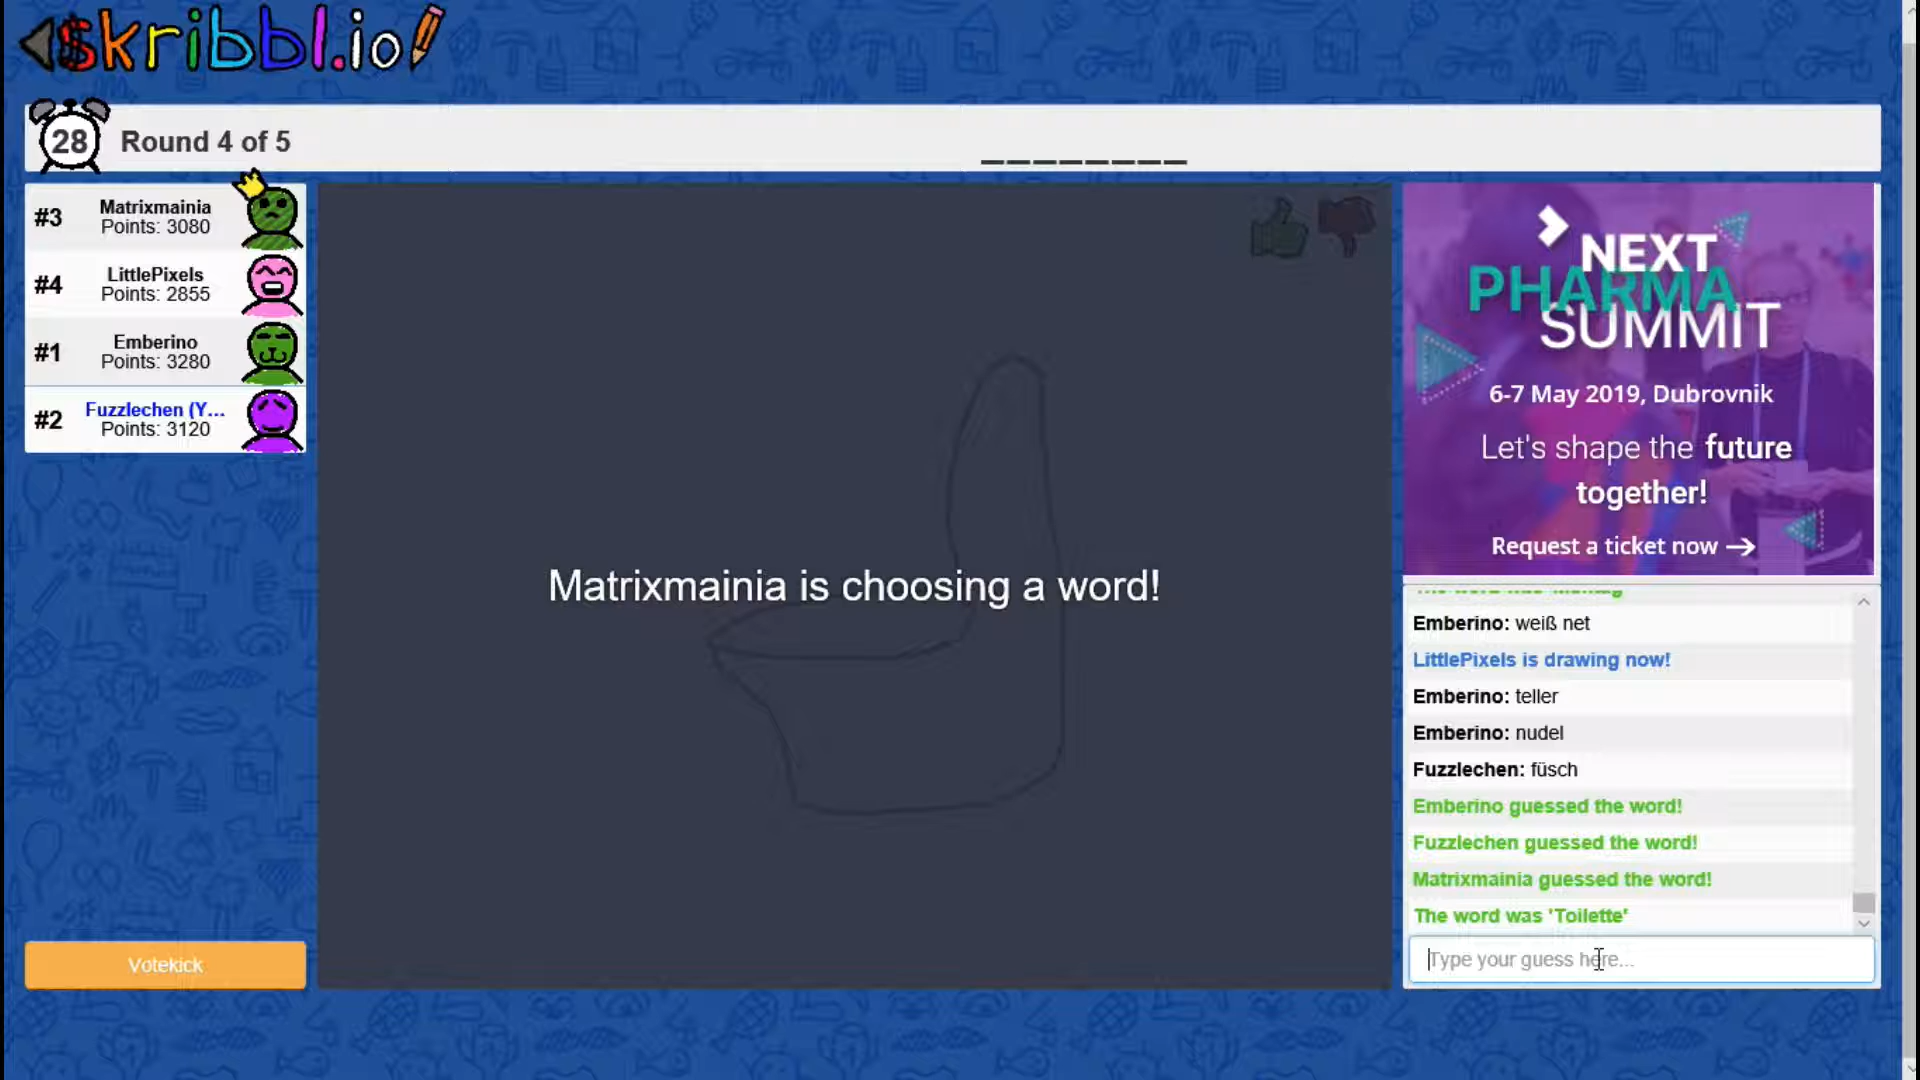 skribbl.io
28
Round 4 of 5
________
#3
Matrixmainia
Points: 3080
#4
LittlePixels
Points: 2855
#1
Emberino
Points: 3280
#2
Fuzzlechen (Y...
Points: 3120
Votekick
Matrixmainia is choosing a word!
NEXT
PHARMA
SUMMIT
6-7 May 2019, Dubrovnik
Let's shape the future
together!
Request a ticket now →
Emberino: weiß net
LittlePixels is drawing now!
Emberino: teller
Emberino: nudel
Fuzzlechen: füsch
Emberino guessed the word!
Fuzzlechen guessed the word!
Matrixmainia guessed the word!
The word was 'Toilette'
Type your guess here...